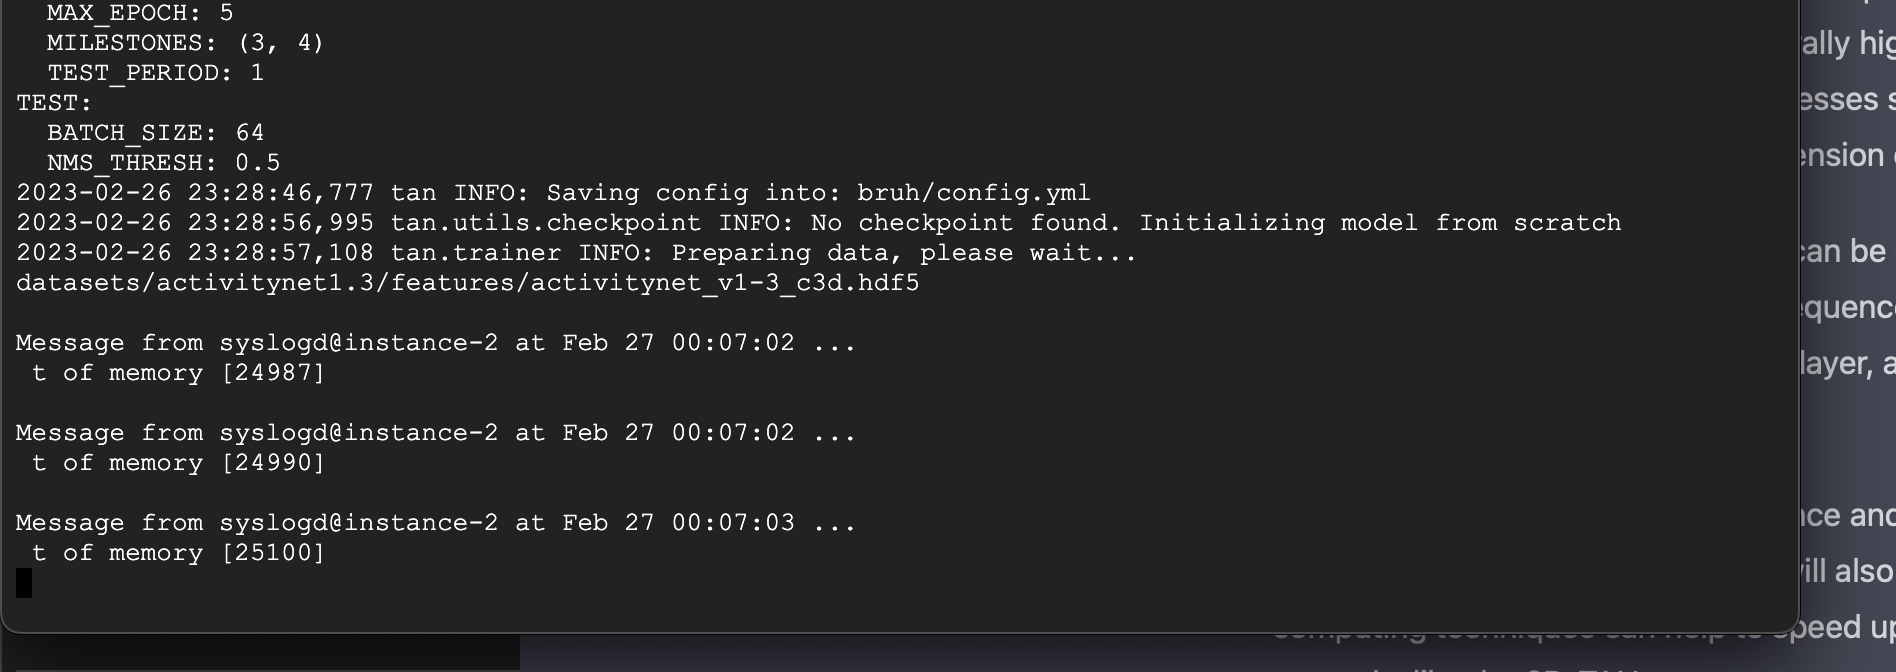 MAX_EPOCH: 5
MILESTONES: (3, 4)
TEST_PERIOD: 1
TEST:
BATCH_SIZE: 64
NMS_THRESH: 0.5
2023-02-26 23:28:46,777 tan INFO: Saving config into: bruh/config.yml
2023-02-26 23:28:56,995 tan.utils.checkpoint INFO: No checkpoint found. Initializing model from scratch
2023-02-26 23:28:57,108 tan.trainer INFO: Preparing data, please wait...
datasets/activitynet1.3/features/activitynet_v1-3_c3d.hdf5
Message from syslogd@instance-2 at Feb 27 00:07:02 ...
t of memory [24987]
Message from syslogd@instance-2 at Feb 27 00:07:02 ...
t of memory [24990]
Message from syslogd@instance-2 at Feb 27 00:07:03 ...
t of memory [25100]
ally hig
esses s
ension
can be
equenc
layer, a
nce and
ill also
speed up